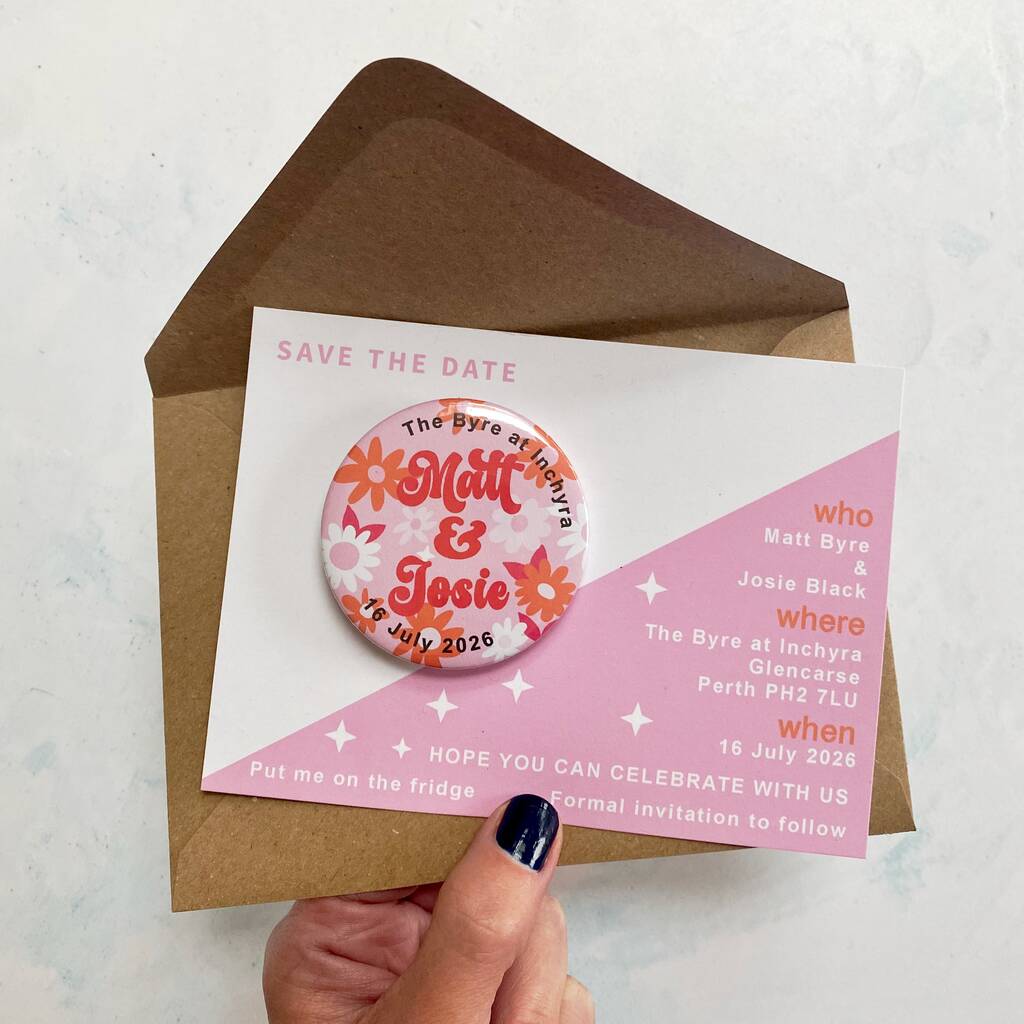 SAVE THE DATE
The Byre at Inchyra
Matt
&
Josie
16 July 2026
who
Matt Byre
&
Josie Black
where
The Byre at Inchyra
Glencarse
Perth PH2 7LU
when
16 July 2026
HOPE YOU CAN CELEBRATE WITH US
Put me on the fridge
Formal invitation to follow